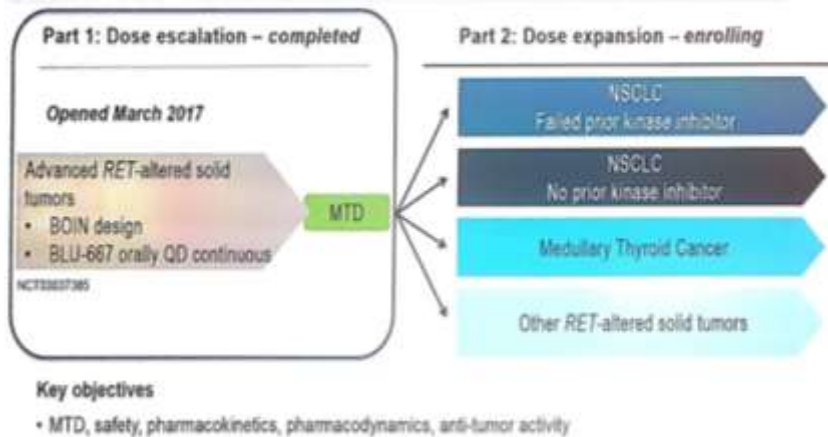 Part 1: Dose escalation – completed
Opened March 2017
Advanced RET-altered solid
tumors
• BOIN design
• BLU-667 orally QD continuous
MTD
NCT03037385
Part 2: Dose expansion – enrolling
NSCLC
Failed prior kinase inhibitor
NSCLC
No prior kinase inhibitor
Medullary Thyroid Cancer
Other RET-altered solid tumors
Key objectives
• MTD, safety, pharmacokinetics, pharmacodynamics, anti-tumor activity